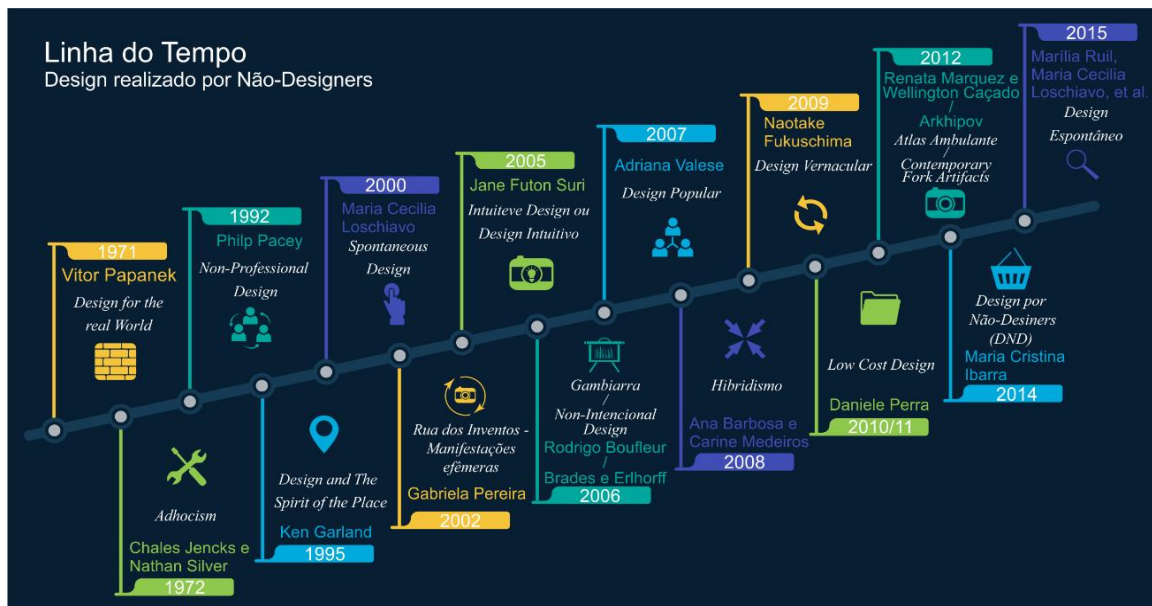 Linha do Tempo
Design realizado por Não-Designers
1971
Vitor Papanek
Design for the
real World
Adhocism
Chales Jencks e
Nathan Silver
1972
1992
Philp Pacey
Non-Professional
Design
Design and The
Spirit of the Place
Ken Garland
1995
2000
Maria Cecilia
Loschiavo
Spontaneous
Design
Rua dos Inventos -
Manifestações
efêmeras
Gabriela Pereira
2002
2005
Jane Futon Suri
Intuiteve Design ou
Design Intuitivo
Gambiarra
/
Non-Intencional
Design
Rodrigo Boufleur
/
Brades e Erlhorff
2006
2007
Adriana Valese
Design Popular
Hibridismo
Ana Barbosa e
Carine Medeiros
2008
2009
Naotake
Fukuschima
Design Vernacular
Low Cost Design
Daniele Perra
2010/11
2012
Renata Marquez e
Wellington Caçado
/
Arkhipov
Atlas Ambulante
/
Contemporary
Fork Artifacts
Design por
Não-Desiners
(DND)
Maria Cristina
Ibarra
2014
2015
Marília Ruil,
Maria Cecilia
Loschiavo, et al.
Design
Espontâneo